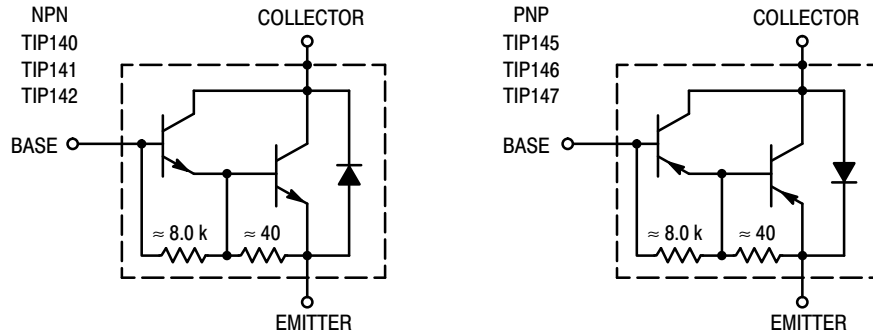 NPN
TIP140
TIP141
TIP142
COLLECTOR
BASE
≈ 8.0 k
≈ 40
EMITTER
PNP
TIP145
TIP146
TIP147
COLLECTOR
BASE
≈ 8.0 k
≈ 40
EMITTER